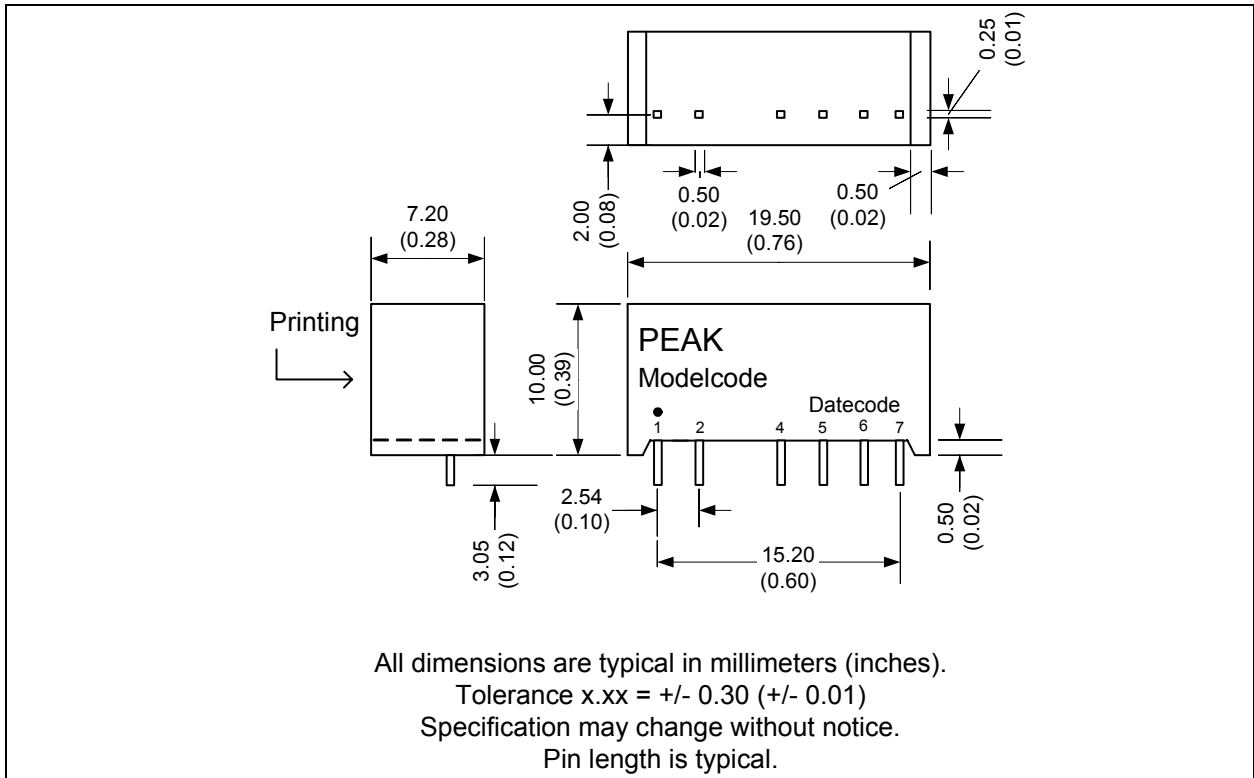 0.25
(0.01)
2.00
(0.08)
0.50
(0.02)
0.50
(0.02)
7.20
(0.28)
19.50
(0.76)
Printing
10.00
(0.39)
PEAK
Modelcode
Datecode
1 2 4 5 6 7
3.05
(0.12)
2.54
(0.10)
15.20
(0.60)
0.50
(0.02)
All dimensions are typical in millimeters (inches).
Tolerance x.xx = +/- 0.30 (+/- 0.01)
Specification may change without notice.
Pin length is typical.